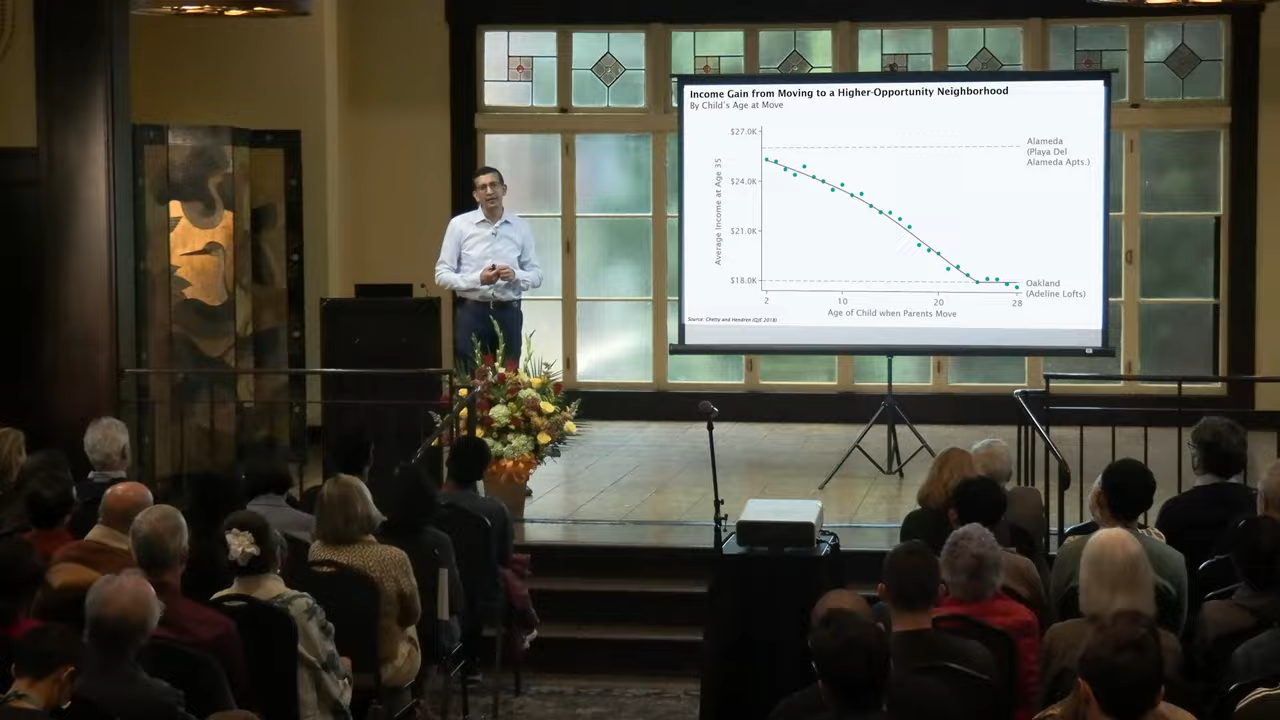 Income Gain from Moving to a Higher-Opportunity Neighborhood
By Child's Age at Move
$27.0K
$24.0K
$21.0K
$18.0K
Average Income at Age 35
Alameda
(Playa Del
Alameda Apts.)
Oakland
(Adeline Lofts)
2
10
20
28
Age of Child when Parents Move
Source: Chetty and Hendren (QJE 2018)